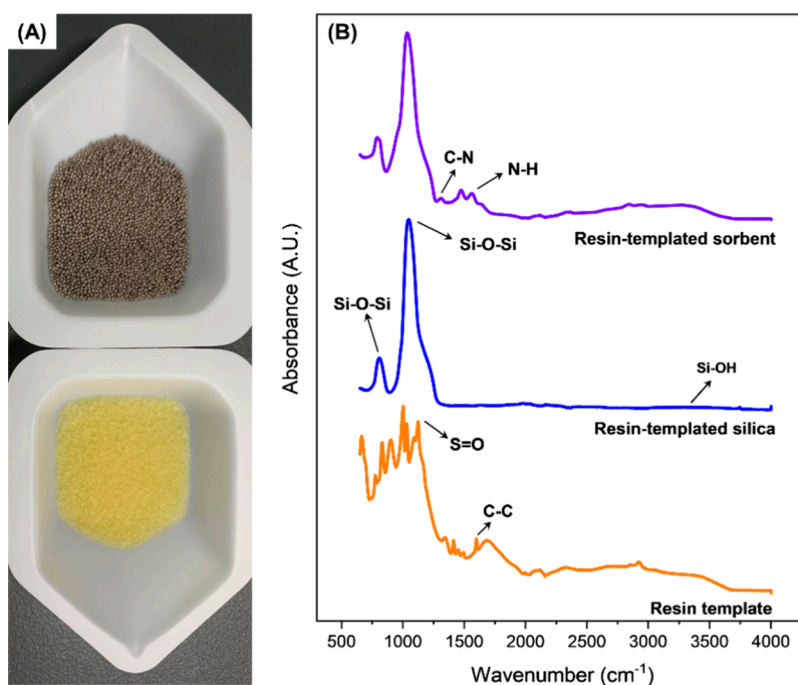 (A)
(B)
C-N
N-H
Resin-templated sorbent
Si-O-Si
Si-O-Si
Si-OH
Resin-templated silica
S=O
C-C
Resin template
Absorbance (A.U.)
500 1000 1500 2000 2500 3000 3500 4000
Wavenumber (cm⁻¹)